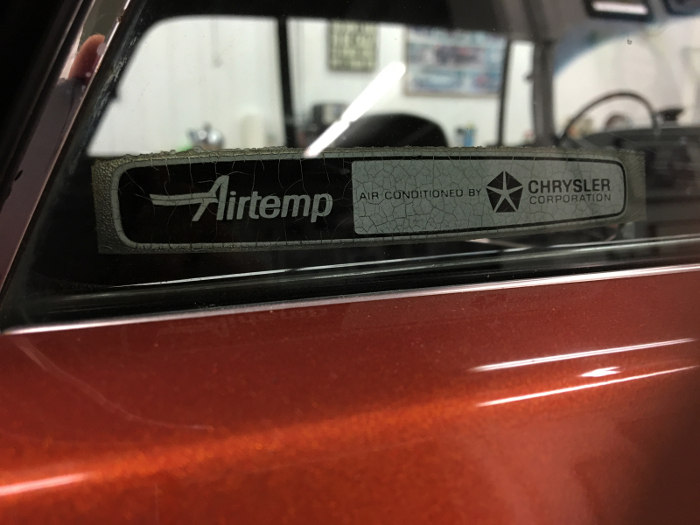 Airtemp
AIR CONDITIONED BY
CHRYSLER
CORPORATION